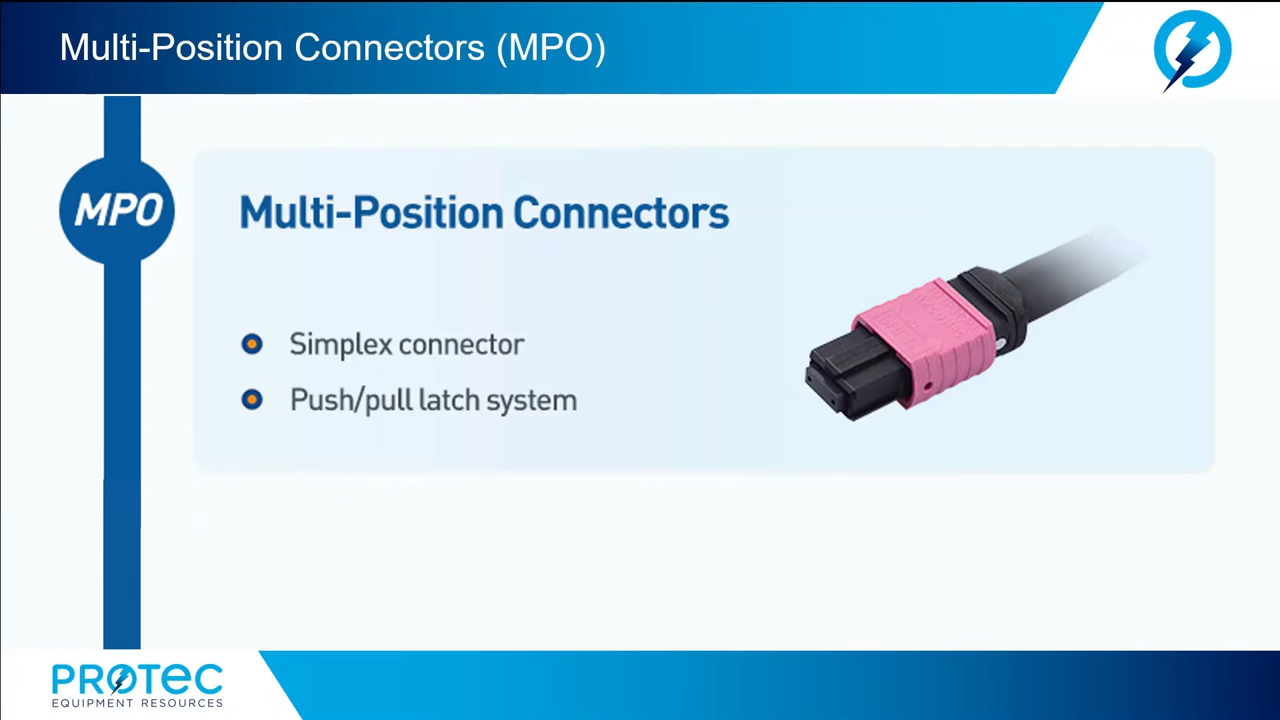 Multi-Position Connectors (MPO)
MPO
Multi-Position Connectors
Simplex connector
Push/pull latch system
PROTEC
EQUIPMENT RESOURCES